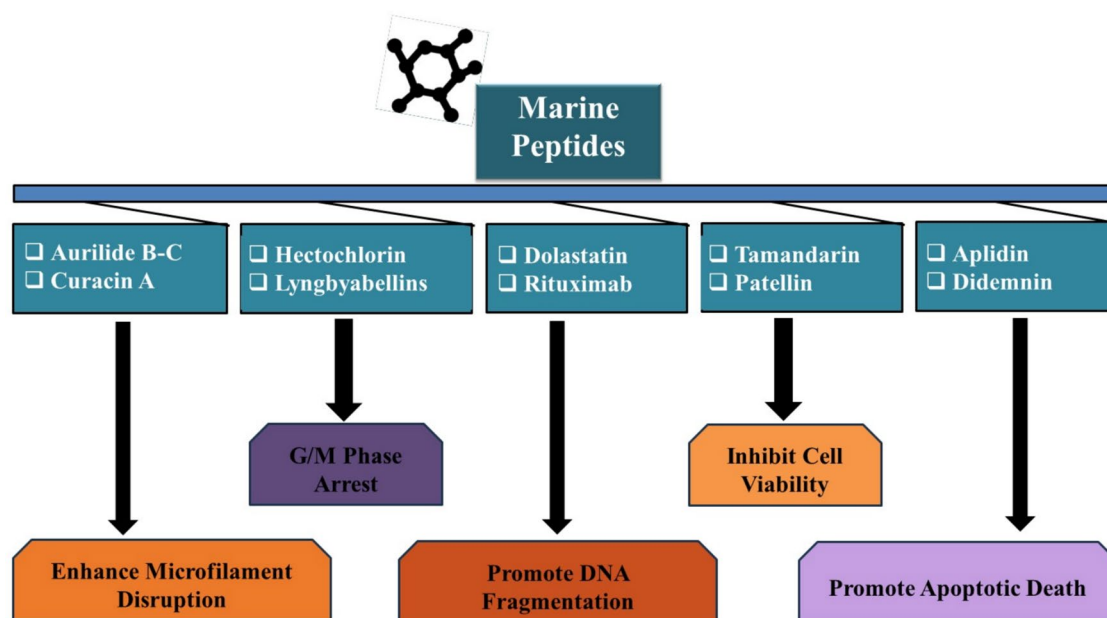 Marine
Peptides
❑ Aurilide B-C
❑ Curacin A
❑ Hectochlorin
❑ Lyngbyabellins
❑ Dolastatin
❑ Rituximab
❑ Tamandarin
❑ Patellin
❑ Aplidin
❑ Didemnin
G/M Phase
Arrest
Inhibit Cell
Viability
Enhance Microfilament
Disruption
Promote DNA
Fragmentation
Promote Apoptotic Death